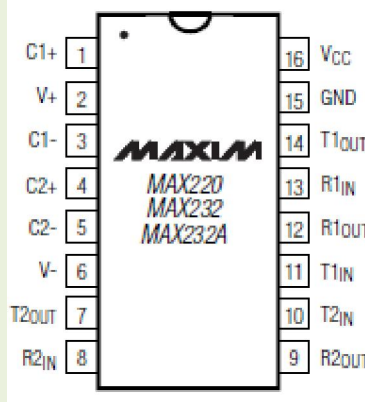 C1+ 1
V+ 2
C1- 3
C2+ 4
C2- 5
V- 6
T2OUT 7
R2IN 8
MAXIM
MAX220
MAX232
MAX232A
16 VCC
15 GND
14 T1OUT
13 R1IN
12 R1OUT
11 T1IN
10 T2IN
9 R2OUT